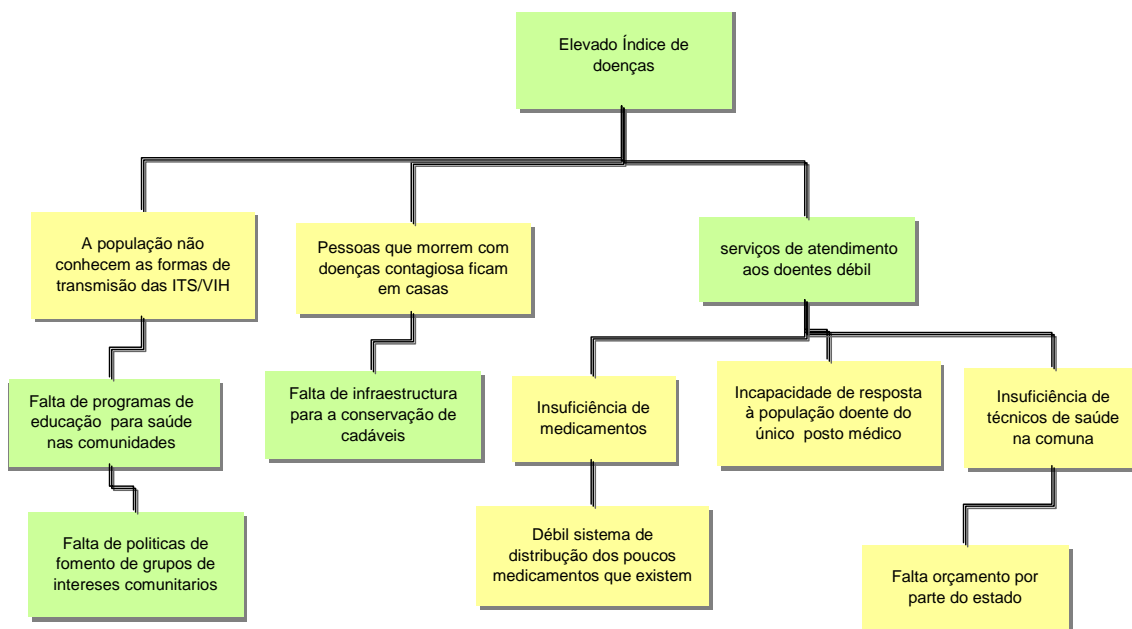 Elevado Índice de
doenças
A população não
conhecem as formas de
transmisão das ITS/VIH
Pessoas que morrem com
doenças contagiosa ficam
em casas
serviços de atendimento
aos doentes débil
Falta de programas de
educação para saúde
nas comunidades
Falta de infraestructura
para a conservação de
cadáveis
Insuficiência de
medicamentos
Incapacidade de resposta
à população doente do
único posto médico
Insuficiência de
técnicos de saúde
na comuna
Falta de politicas de
fomento de grupos de
intereses comunitarios
Débil sistema de
distribução dos poucos
medicamentos que existem
Falta orçamento por
parte do estado